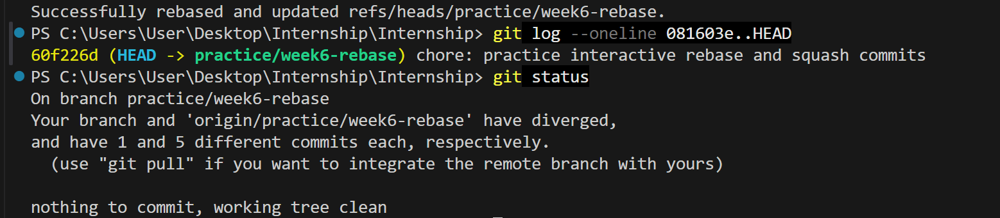 Successfully rebased and updated refs/heads/practice/week6-rebase.
PS C:\Users\User\Desktop\Internship\Internship> git log --oneline 081603e..HEAD
60f226d (HEAD -> practice/week6-rebase) chore: practice interactive rebase and squash commits
PS C:\Users\User\Desktop\Internship\Internship> git status
On branch practice/week6-rebase
Your branch and 'origin/practice/week6-rebase' have diverged,
and have 1 and 5 different commits each, respectively.
  (use "git pull" if you want to integrate the remote branch with yours)
nothing to commit, working tree clean